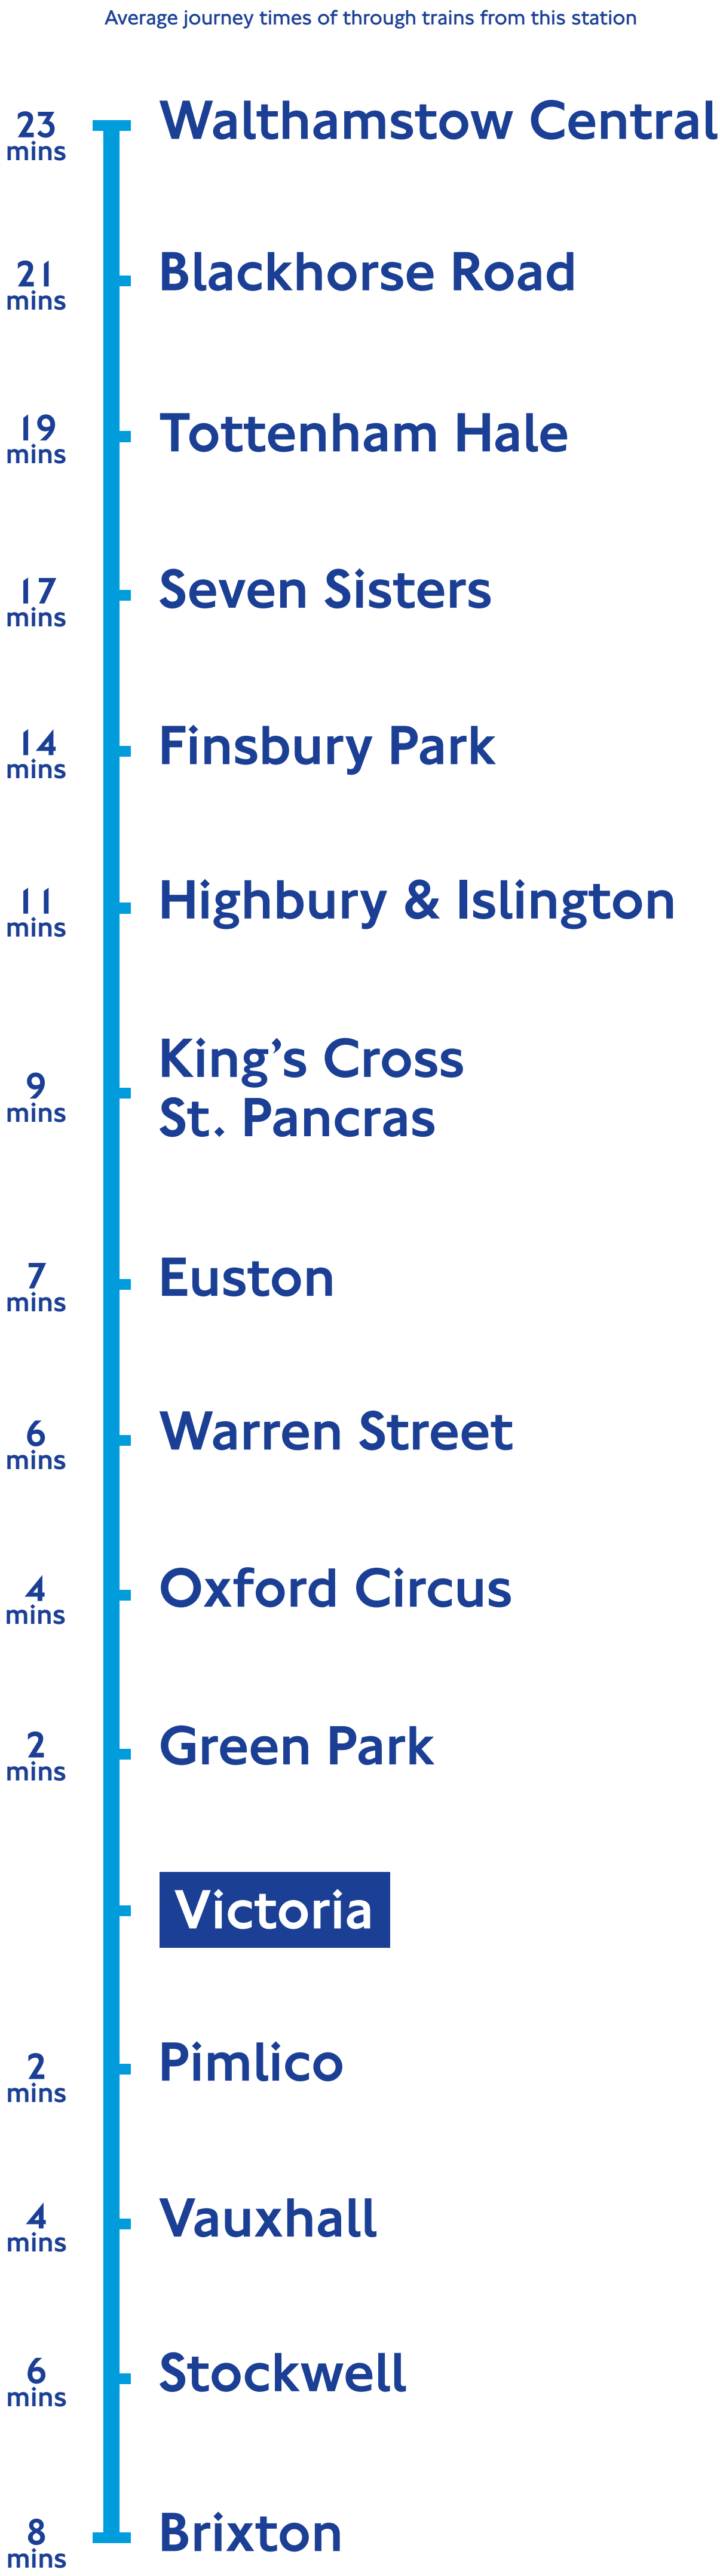 Average journey times of through trains from this station
23
mins
Walthamstow Central
21
mins
Blackhorse Road
19
mins
Tottenham Hale
17
mins
Seven Sisters
14
mins
Finsbury Park
11
mins
Highbury & Islington
9
mins
King’s Cross
St. Pancras
7
mins
Euston
6
mins
Warren Street
4
mins
Oxford Circus
2
mins
Green Park
Victoria
2
mins
Pimlico
4
mins
Vauxhall
6
mins
Stockwell
8
mins
Brixton